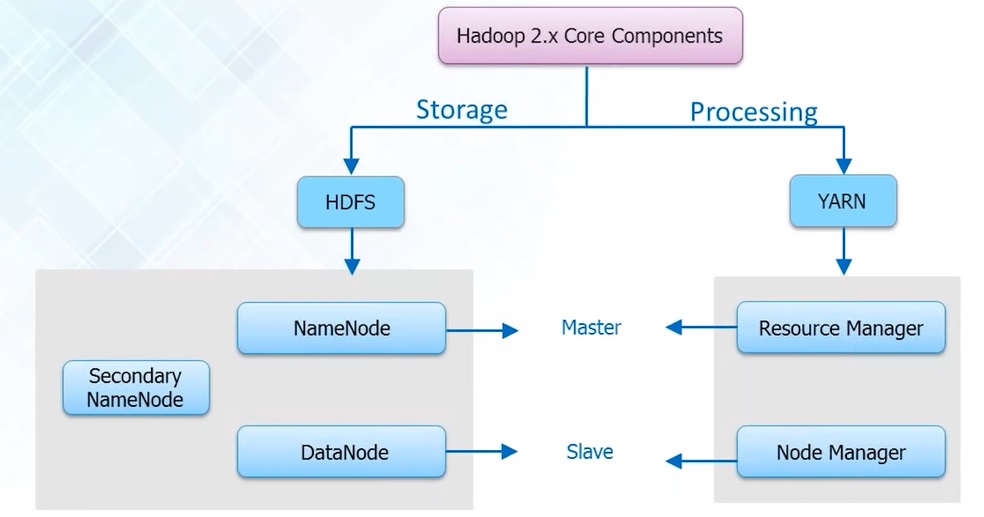 Hadoop 2.x Core Components
Storage
Processing
HDFS
YARN
NameNode
Master
Resource Manager
Secondary
NameNode
DataNode
Slave
Node Manager